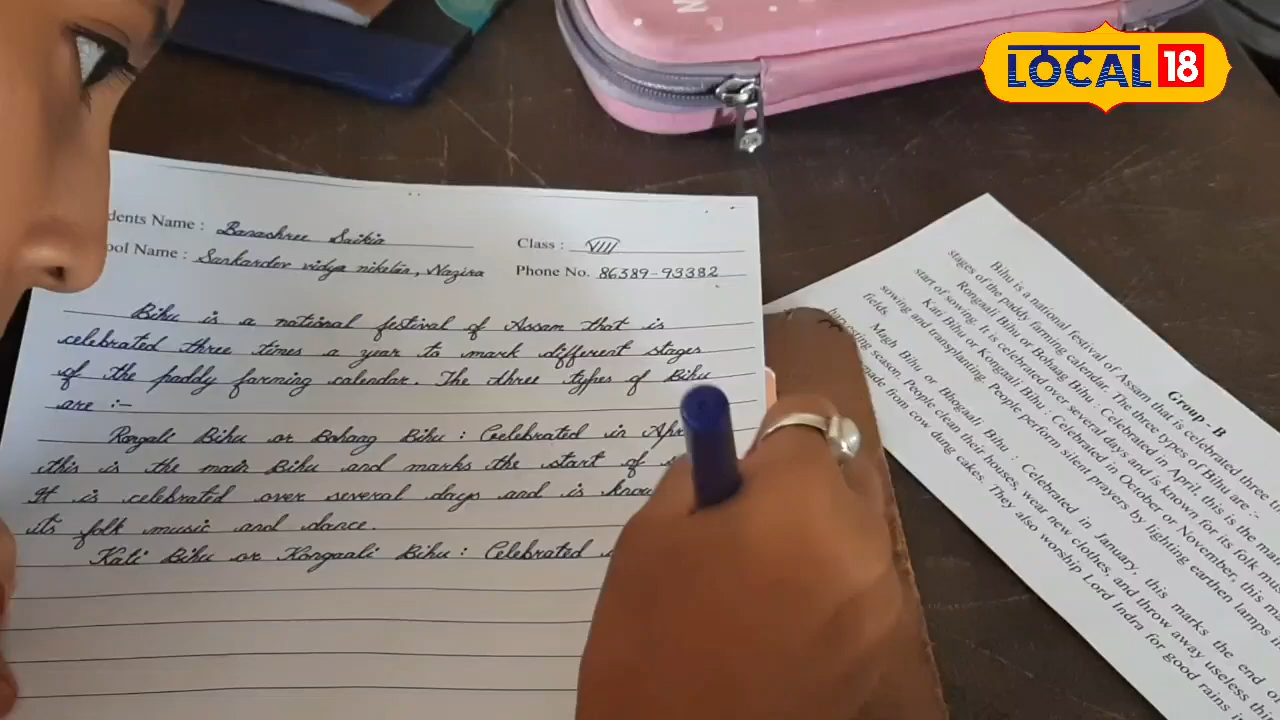 LOCAL 18
dents Name : Banashree Saikia
Class : VIII
ool Name : Sankardev vidya niketan, Nazira
Phone No. 86389-93382
Bihu is a national festival of Assam that is
celebrated three times a year to mark different stages
of the paddy farming calendar. The three types of Bihu
are :-
Rongali Bihu or Bohang Bihu : Coelebrated in Apr
this is the main Bihu and marks the start of
It is celebrated over several days and is know
its folk music and dance.
Kati Bihu or Kongaali Bihu : Celebrated
Group - B
Bihu is a national festival of Assam that is celebrated three
stages of the paddy farming calendar. The three types of Bihu are :-
Rongali Bihu or Bohaag Bihu : Celebrated in April, this is the ma
start of sowing. It is celebrated over several days and is known for its folk mus
Kati Bihu or Kongali Bihu : Celebrated in October or November, this ma
sowing and transplanting. People perform silent prayers by lighting earthen lamps
fields.
Magh Bihu or Bhogali Bihu : Celebrated in January, this marks the end o
harvesting season. People clean their houses, wear new clothes, and throw away useless thi
made from cow dung cakes. They also worship Lord Indra for good rains i